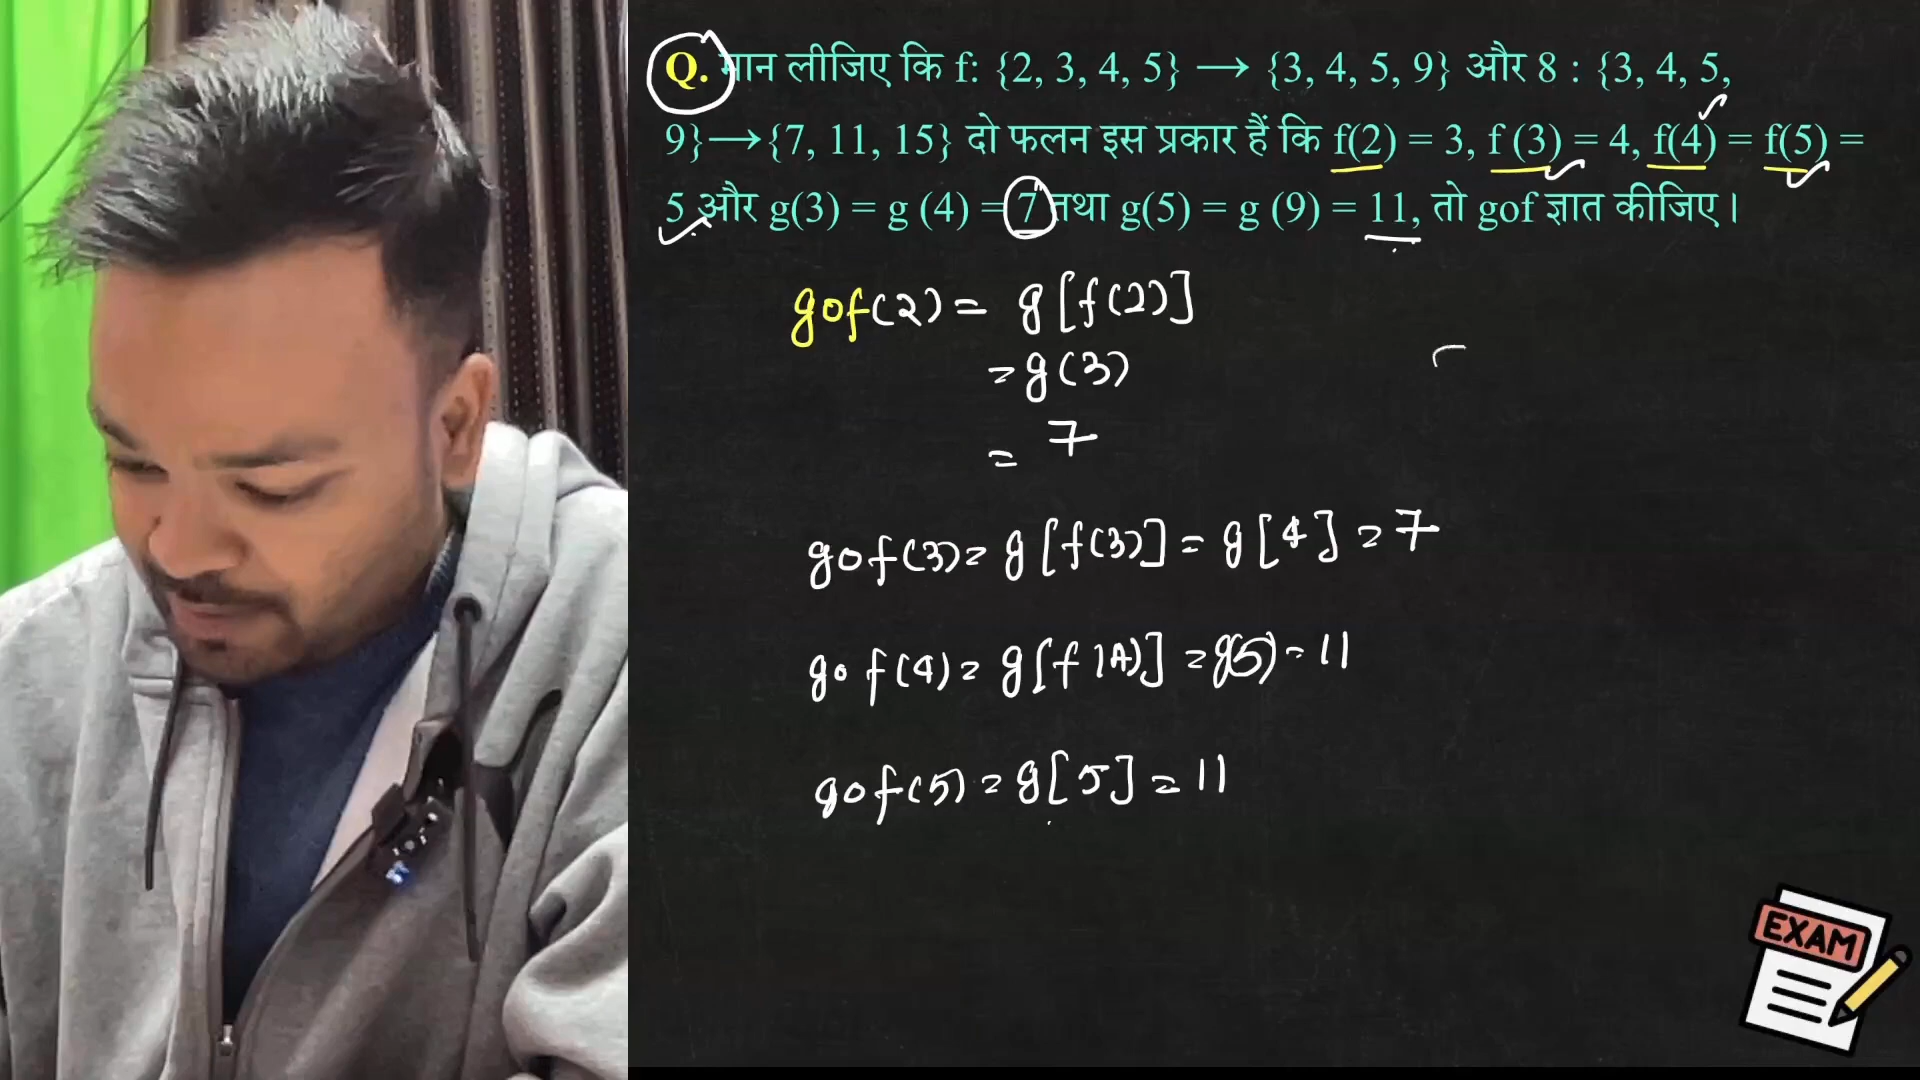 Q. मान लीजिए कि f: {2, 3, 4, 5} ⟶ {3, 4, 5, 9} और 8 : {3, 4, 5,
9}⟶{7, 11, 15} दो फलन इस प्रकार हैं कि f(2) = 3, f (3) = 4, f(4) = f(5) =
5 और g(3) = g (4) = 7 तथा g(5) = g (9) = 11, तो gof ज्ञात कीजिए।
gof(2) = g[f(2)]
= g(3)
= 7
gof(3) = g[f(3)] = g[4] = 7
gof(4) = g[f(4)] = g(5) = 11
gof(5) = g[5] = 11
EXAM